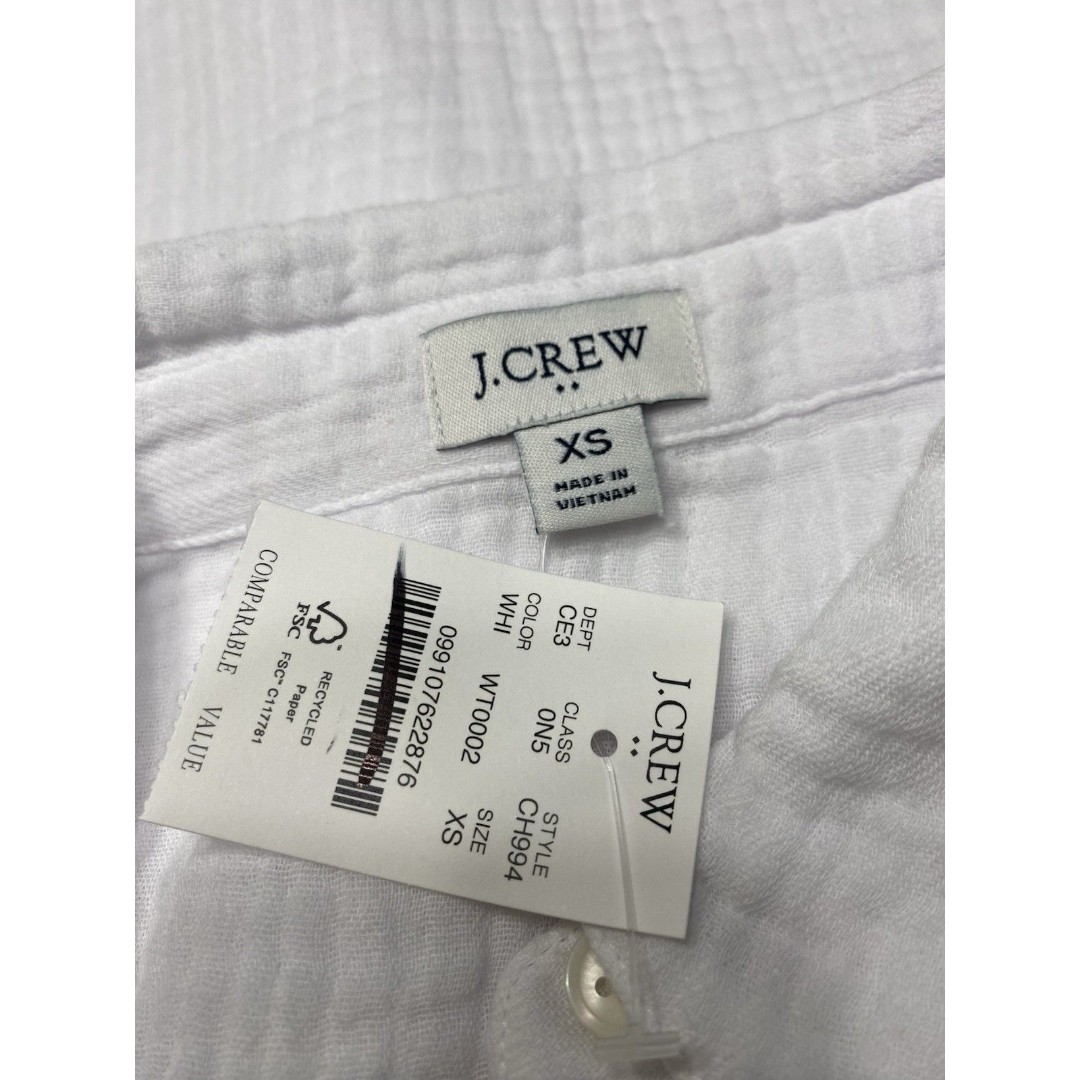 J.CREW
XS
MADE IN
VIETNAM
J.CREW
DEPT CLASS STYLE
CE3 0N5 CH994
COLOR SIZE
WHI WT0002 XS
099107622876
RECYCLED
Paper
FSC FSC™ C117781
COMPARABLE VALUE